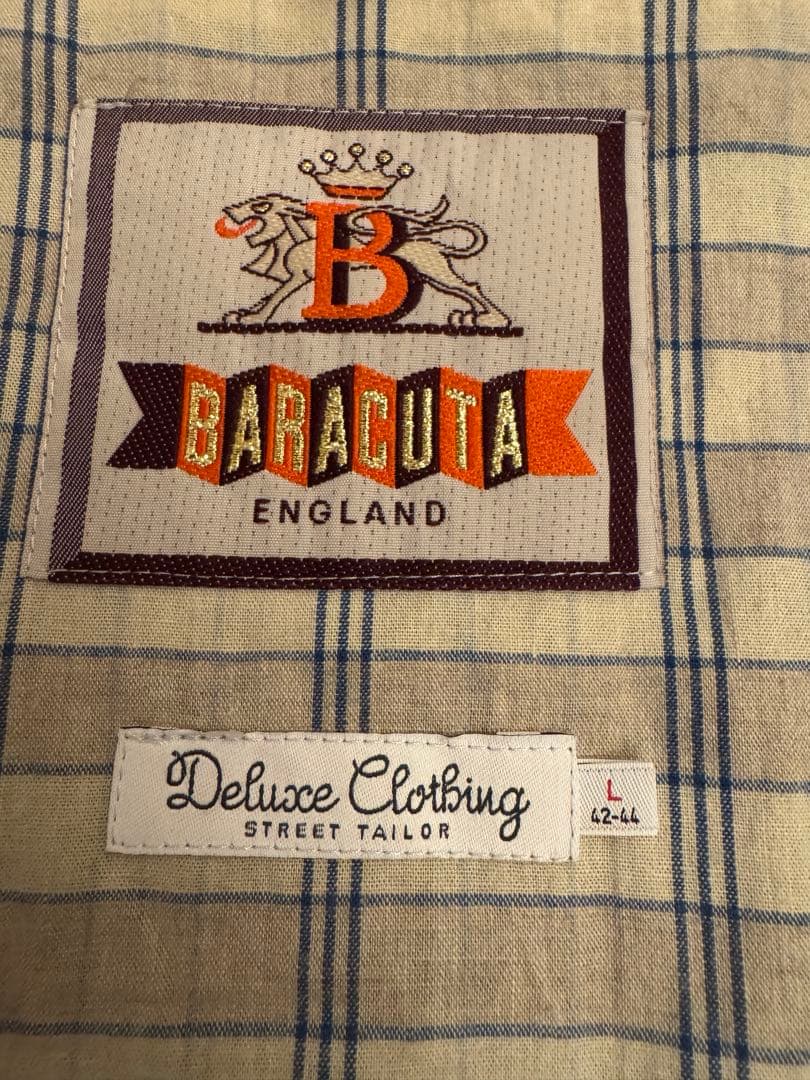 B
BARACUTA
ENGLAND
Deluxe Clothing
STREET TAILOR
L
42-44